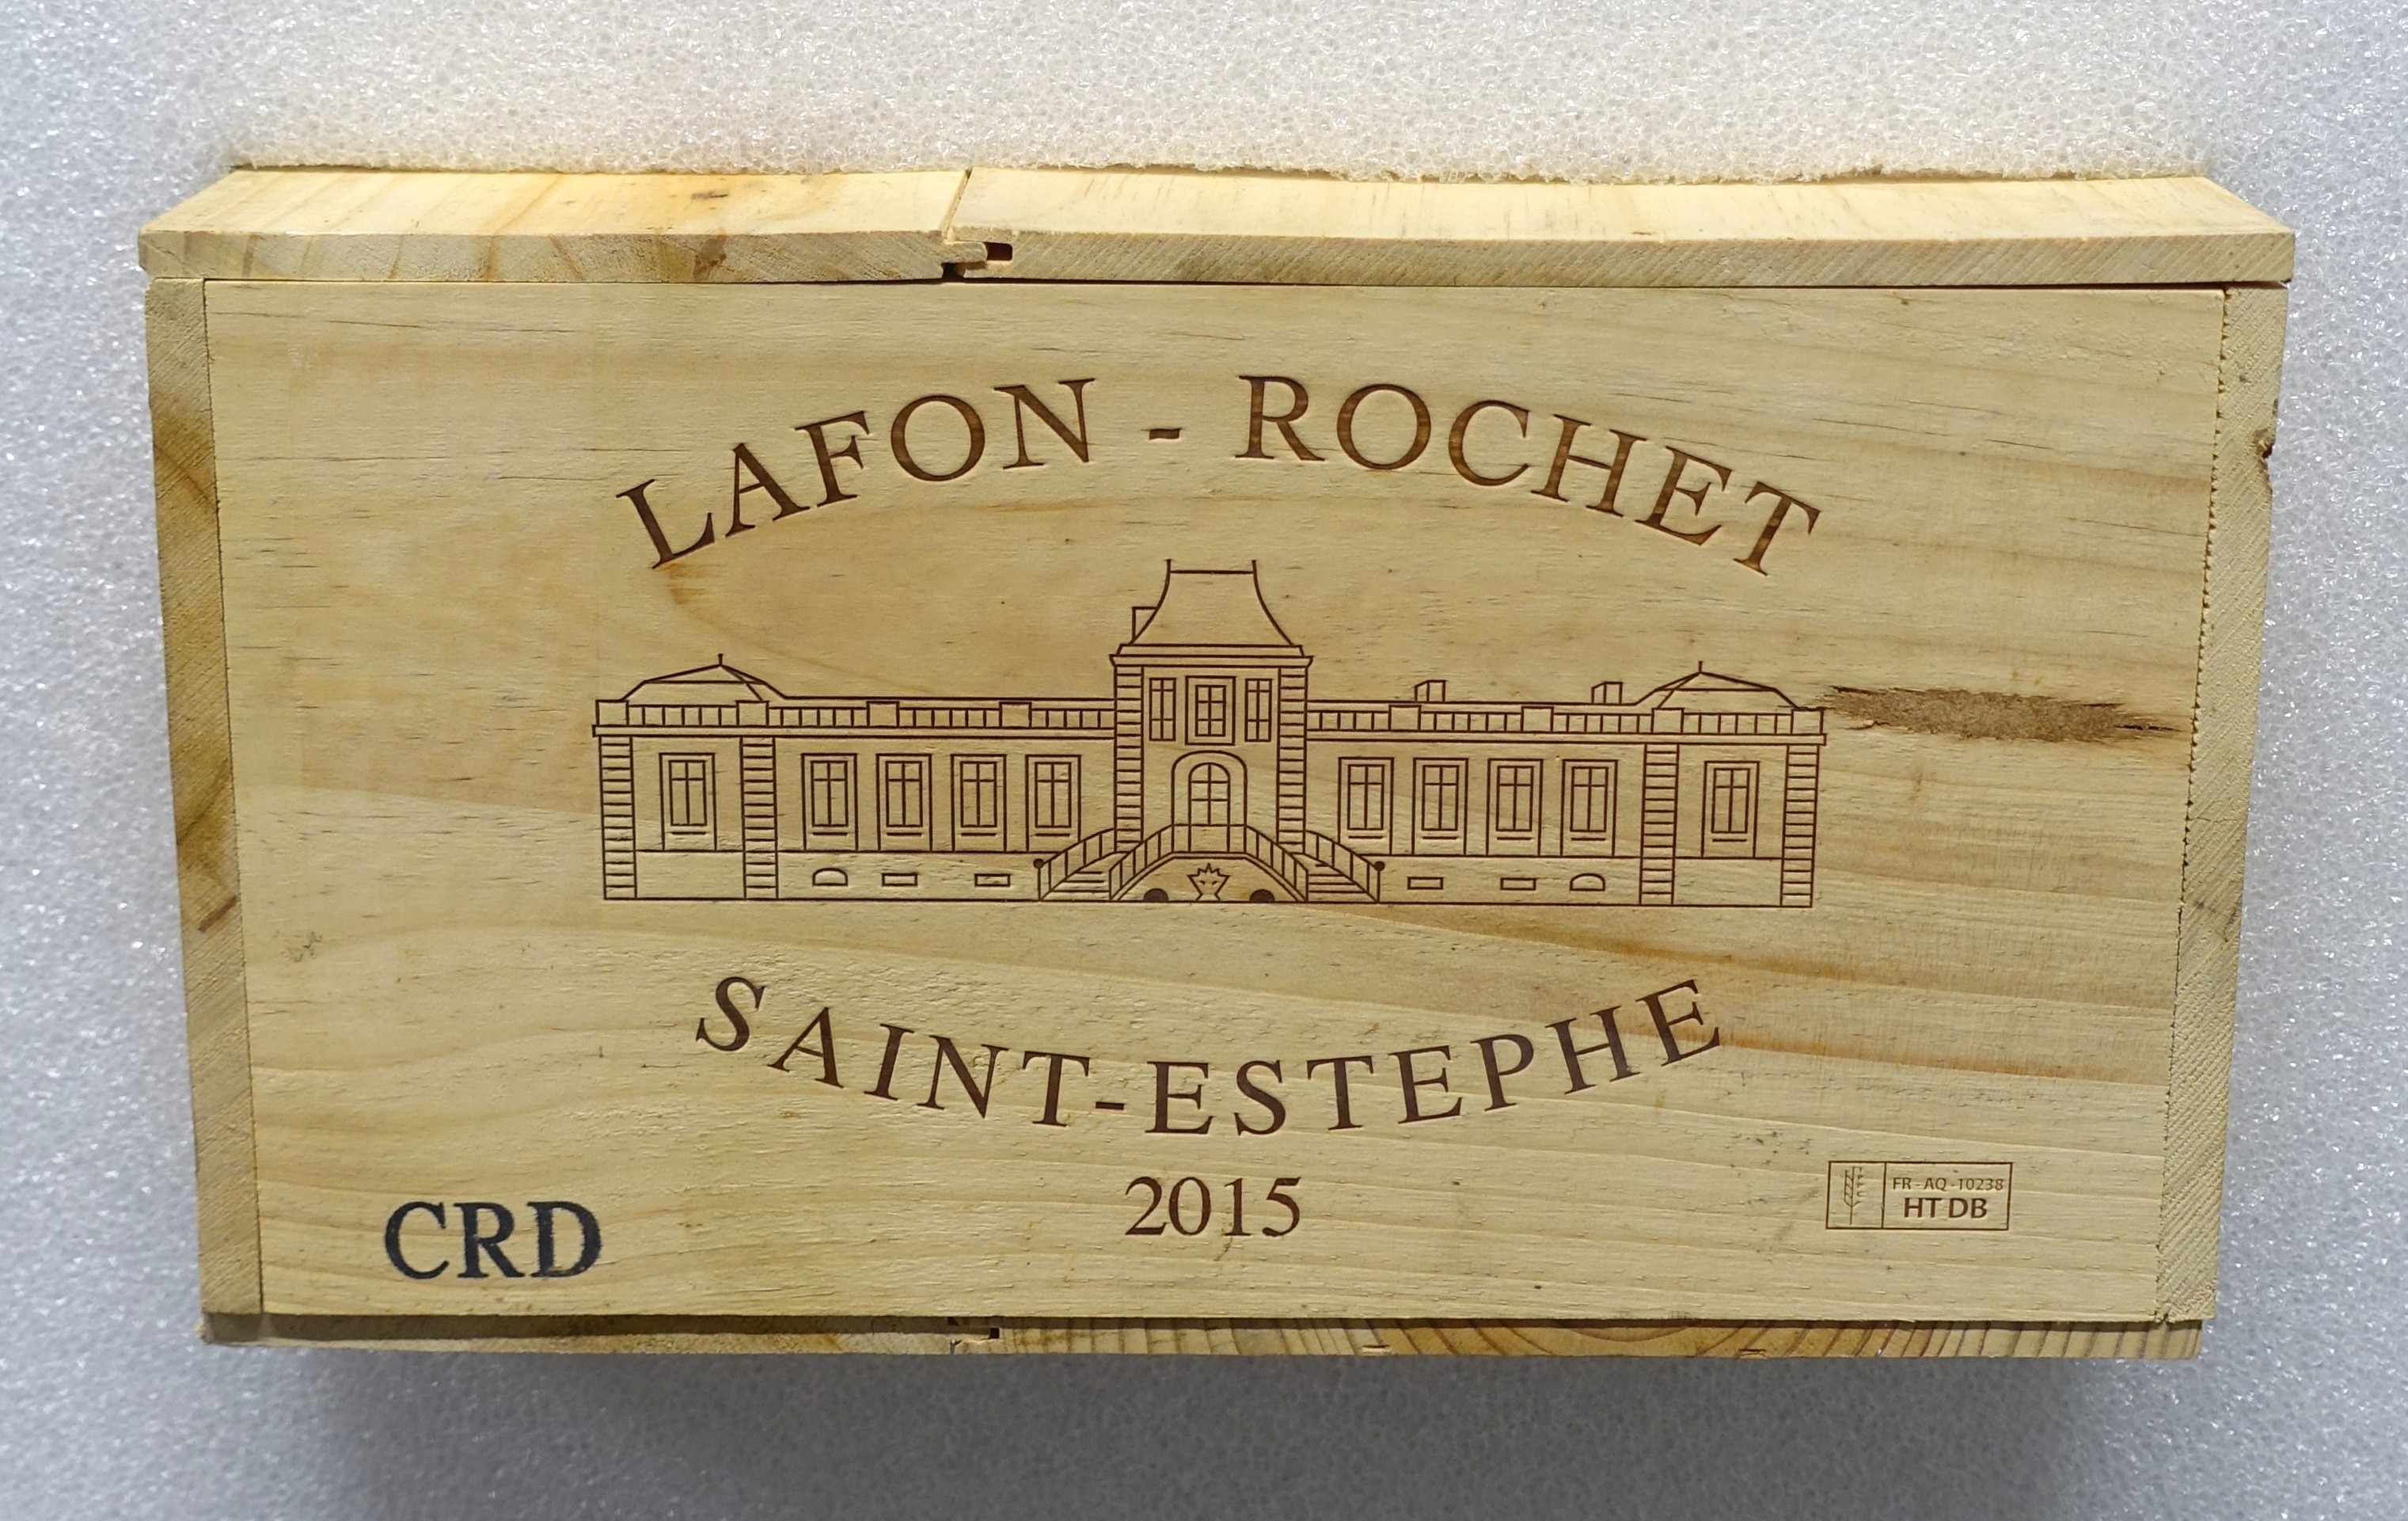 LAFON - ROCHET
SAINT-ESTEPHE
2015
CRD
FR - AQ -10238
HT DB